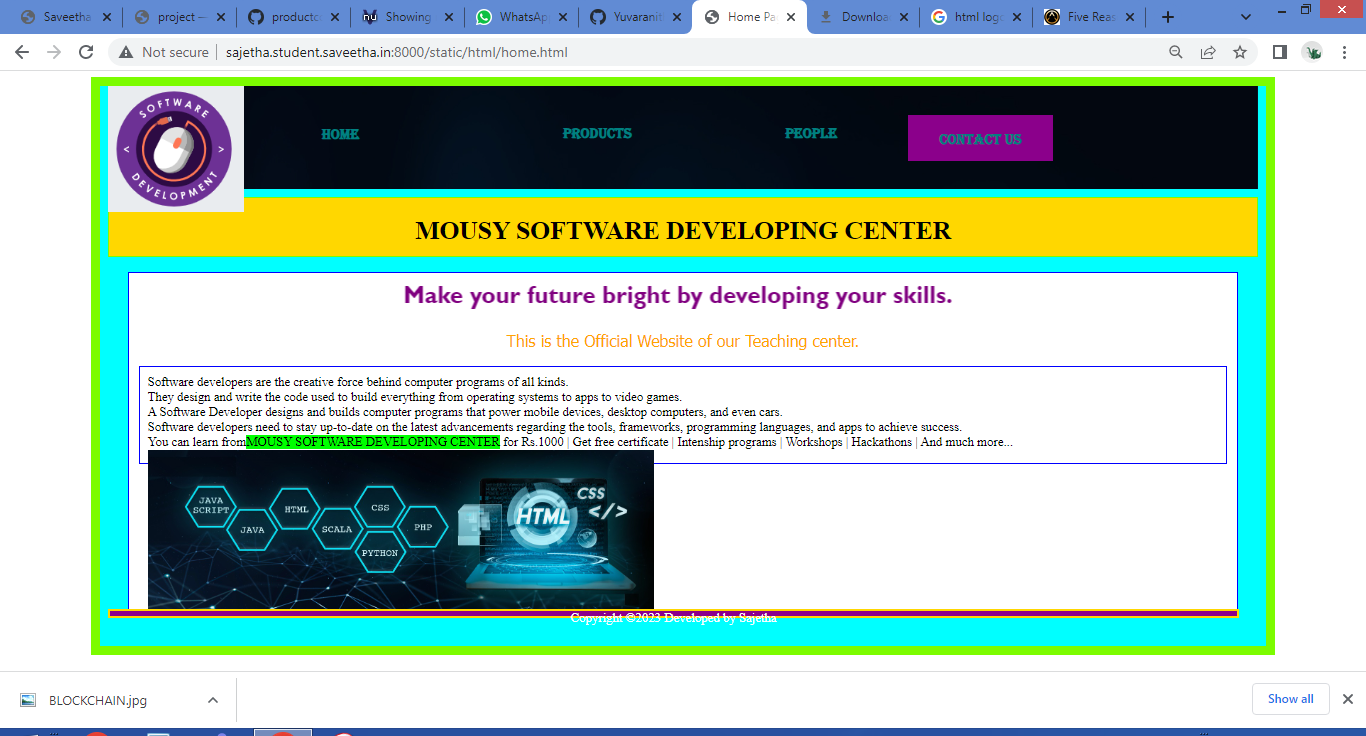 Saveetha
project —
productc
Showing
WhatsAp
Yuvaranit
Home Pa
Downloa
html logo
Five Reas
Not secure
sajetha.student.saveetha.in:8000/static/html/home.html
SOFTWARE
< >
DEVELOPMENT
HOME
PRODUCTS
PEOPLE
CONTACT US
MOUSY SOFTWARE DEVELOPING CENTER
Make your future bright by developing your skills.
This is the Official Website of our Teaching center.
Software developers are the creative force behind computer programs of all kinds.
They design and write the code used to build everything from operating systems to apps to video games.
A Software Developer designs and builds computer programs that power mobile devices, desktop computers, and even cars.
Software developers need to stay up-to-date on the latest advancements regarding the tools, frameworks, programming languages, and apps to achieve success.
You can learn fromMOUSY SOFTWARE DEVELOPING CENTER for Rs.1000 | Get free certificate | Intenship programs | Workshops | Hackathons | And much more...
JAVA
SCRIPT
JAVA
HTML
SCALA
CSS
PYTHON
PHP
HTML
CSS
</>
Copyright ©2023 Developed by Sajetha
BLOCKCHAIN.jpg
Show all